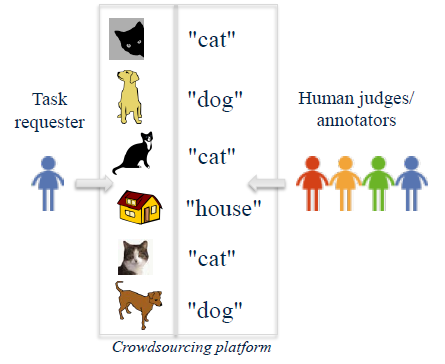 Task
requester
"cat"
"dog"
"cat"
"house"
"cat"
"dog"
Human judges/
annotators
Crowdsourcing platform